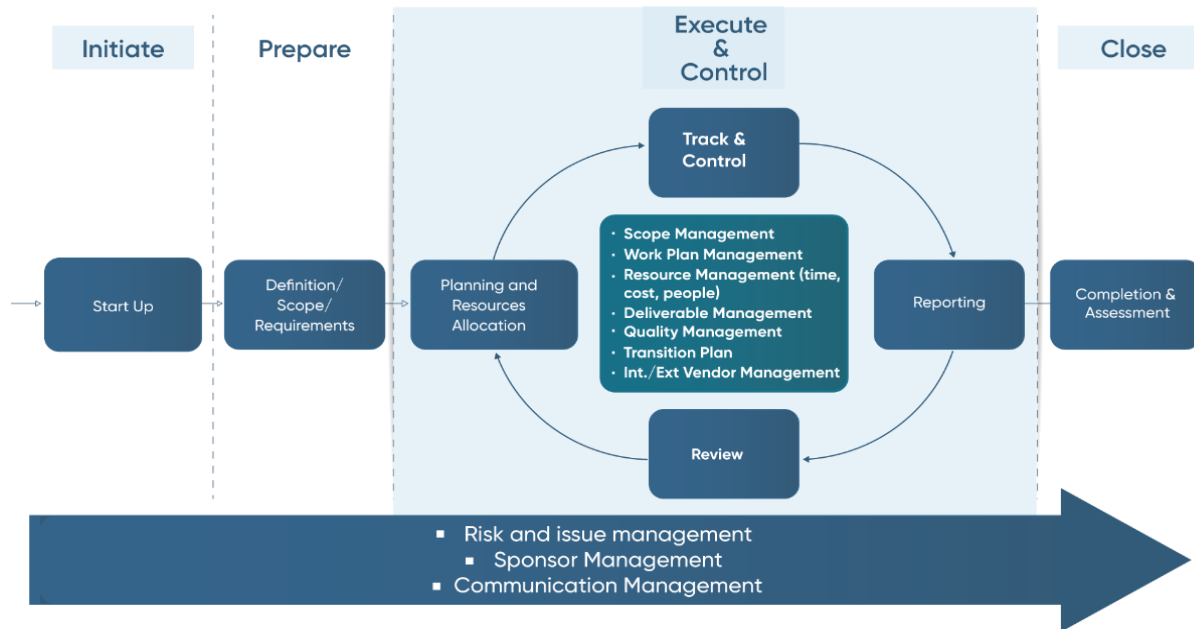 Initiate
Prepare
Execute
&
Control
Close
Track &
Control
· Scope Management
· Work Plan Management
· Resource Management (time,
cost, people)
· Deliverable Management
· Quality Management
· Transition Plan
· Int./Ext Vendor Management
Start Up
Definition/
Scope/
Requirements
Planning and
Resources
Allocation
Reporting
Completion &
Assessment
Review
▪ Risk and issue management
▪ Sponsor Management
▪ Communication Management